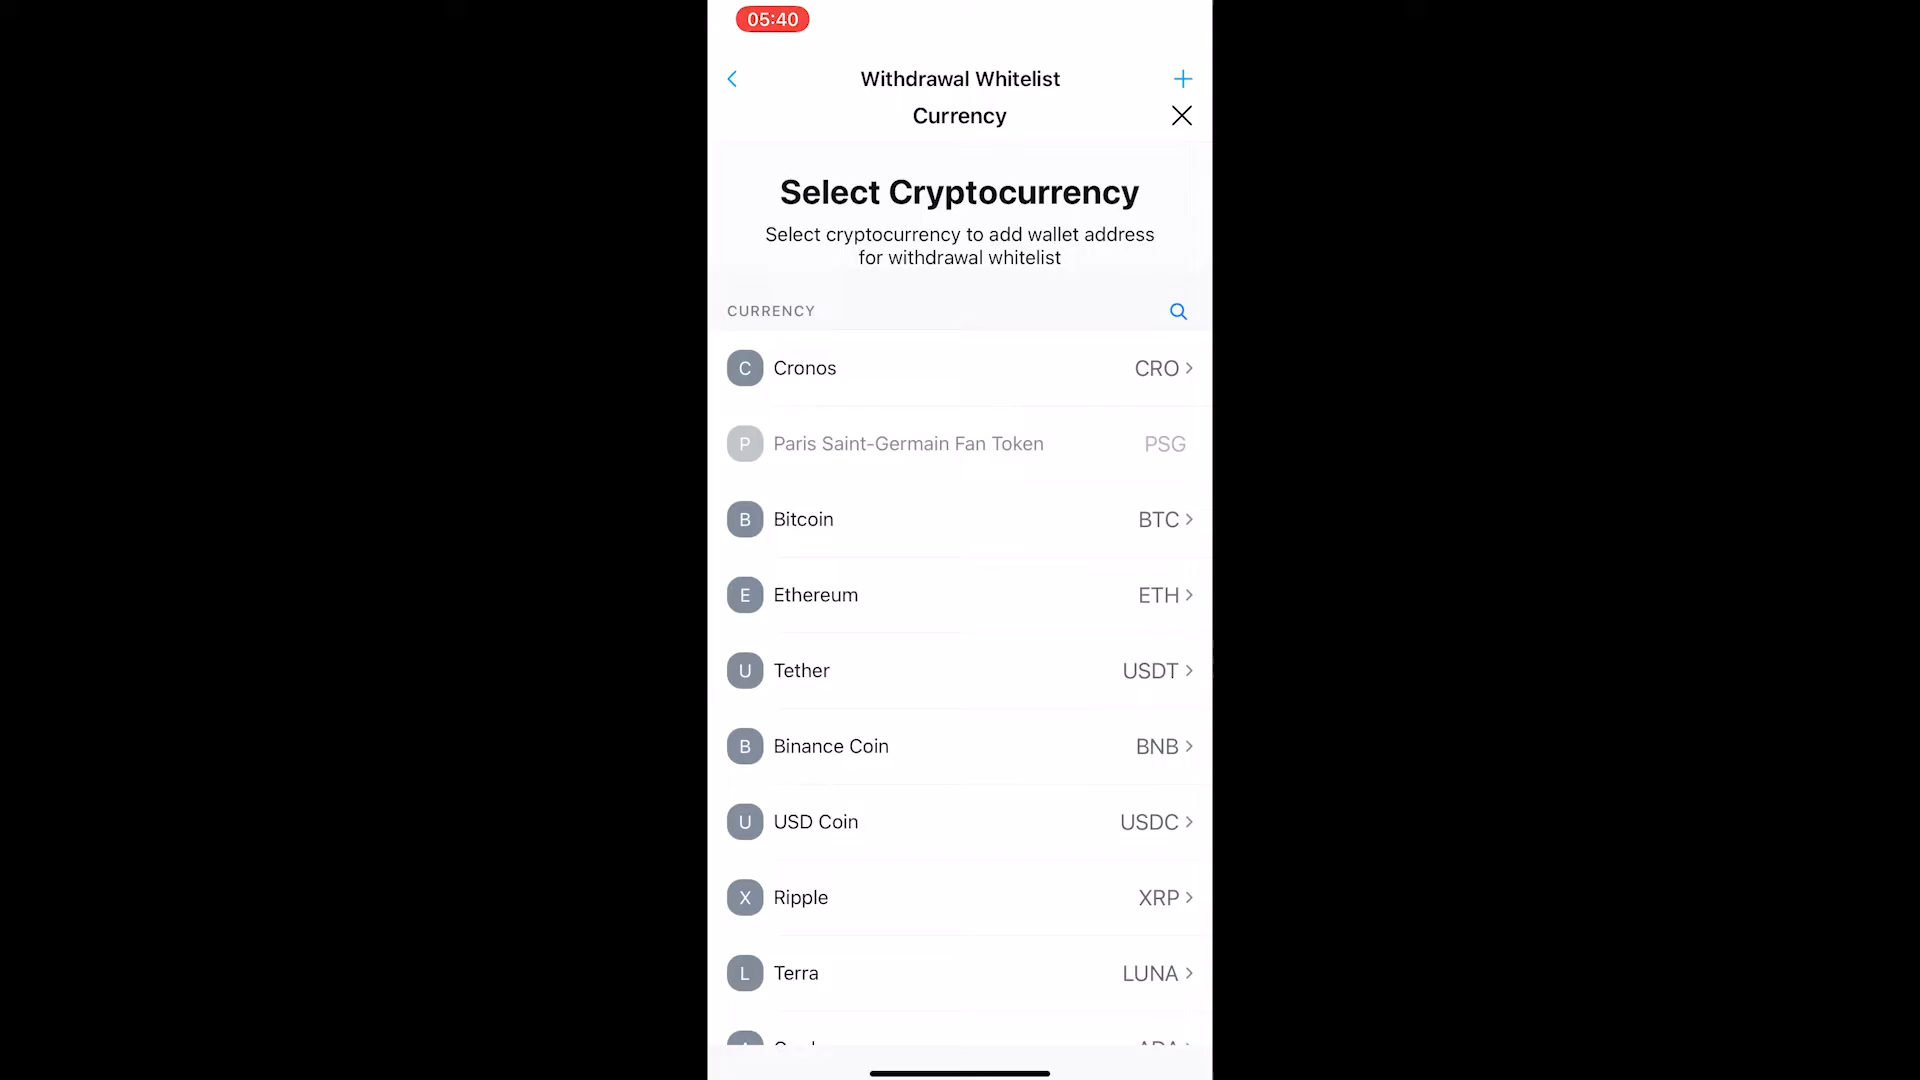 05:40
Withdrawal Whitelist
Currency
Select Cryptocurrency
Select cryptocurrency to add wallet address
for withdrawal whitelist
CURRENCY
C Cronos CRO
P Paris Saint-Germain Fan Token PSG
B Bitcoin BTC
E Ethereum ETH
U Tether USDT
B Binance Coin BNB
U USD Coin USDC
X Ripple XRP
L Terra LUNA